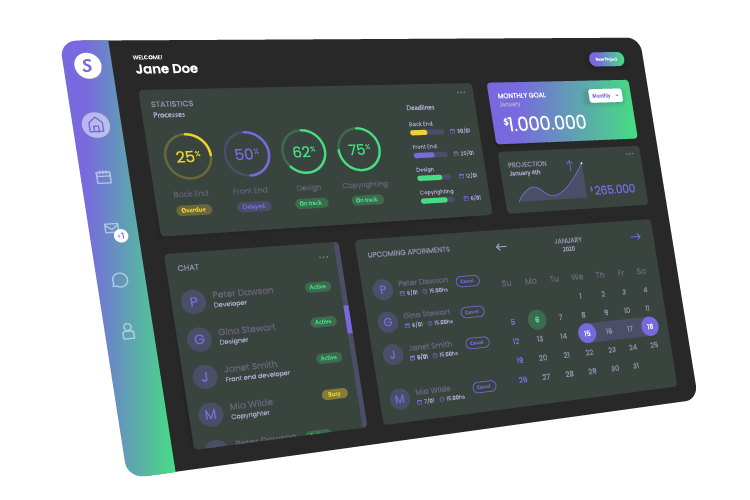 S
WELCOME!
Jane Doe
New Project
+1
STATISTICS
Processes
25%
50%
62%
75%
Back End
Front End
Design
Copyrighting
Overdue
Delayed
On track
On track
Deadlines
Back End
30/01
Front End
25/01
Design
12/01
Copyrighting
6/01
MONTHLY GOAL
January
Monthly
$1.000.000
PROJECTION
January 4th
$265.000
CHAT
P
Peter Dawson
Developer
Active
G
Gina Stewart
Designer
Active
J
Janet Smith
Front end developer
Active
M
Mia Wilde
Copyrighter
Busy
Peter Dawson
UPCOMING APOINMENTS
P
Peter Dawson
6/01 15:00hs
Cancel
G
Gina Stewart
6/01 15:00hs
Cancel
J
Janet Smith
6/01 15:00hs
Cancel
M
Mia Wilde
7/01 15:00hs
Cancel
JANUARY
2020
Su Mo Tu We Th Fr Sa
1 2 3 4
5 6 7 8 9 10 11
12 13 14 15 16 17 18
19 20 21 22 23 24 25
26 27 28 29 30 31